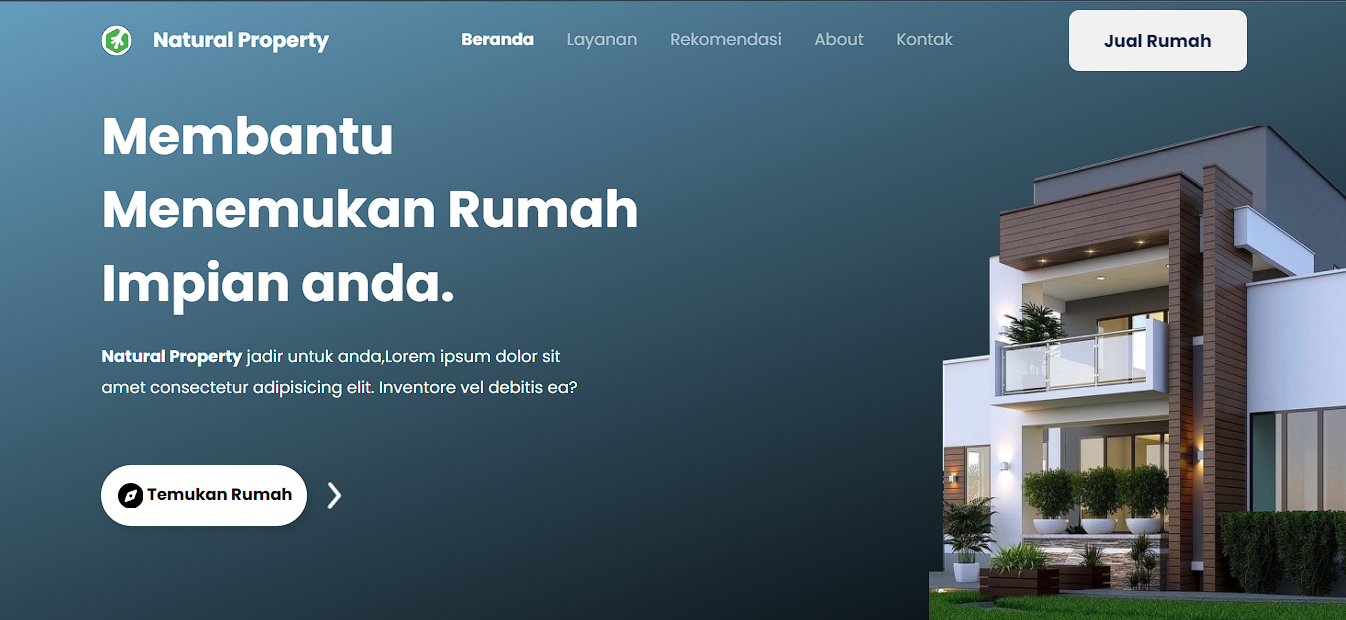 Natural Property
Beranda Layanan Rekomendasi About Kontak
Jual Rumah
Membantu
Menemukan Rumah
Impian anda.
Natural Property jadir untuk anda,Lorem ipsum dolor sit
amet consectetur adipisicing elit. Inventore vel debitis ea?
Temukan Rumah